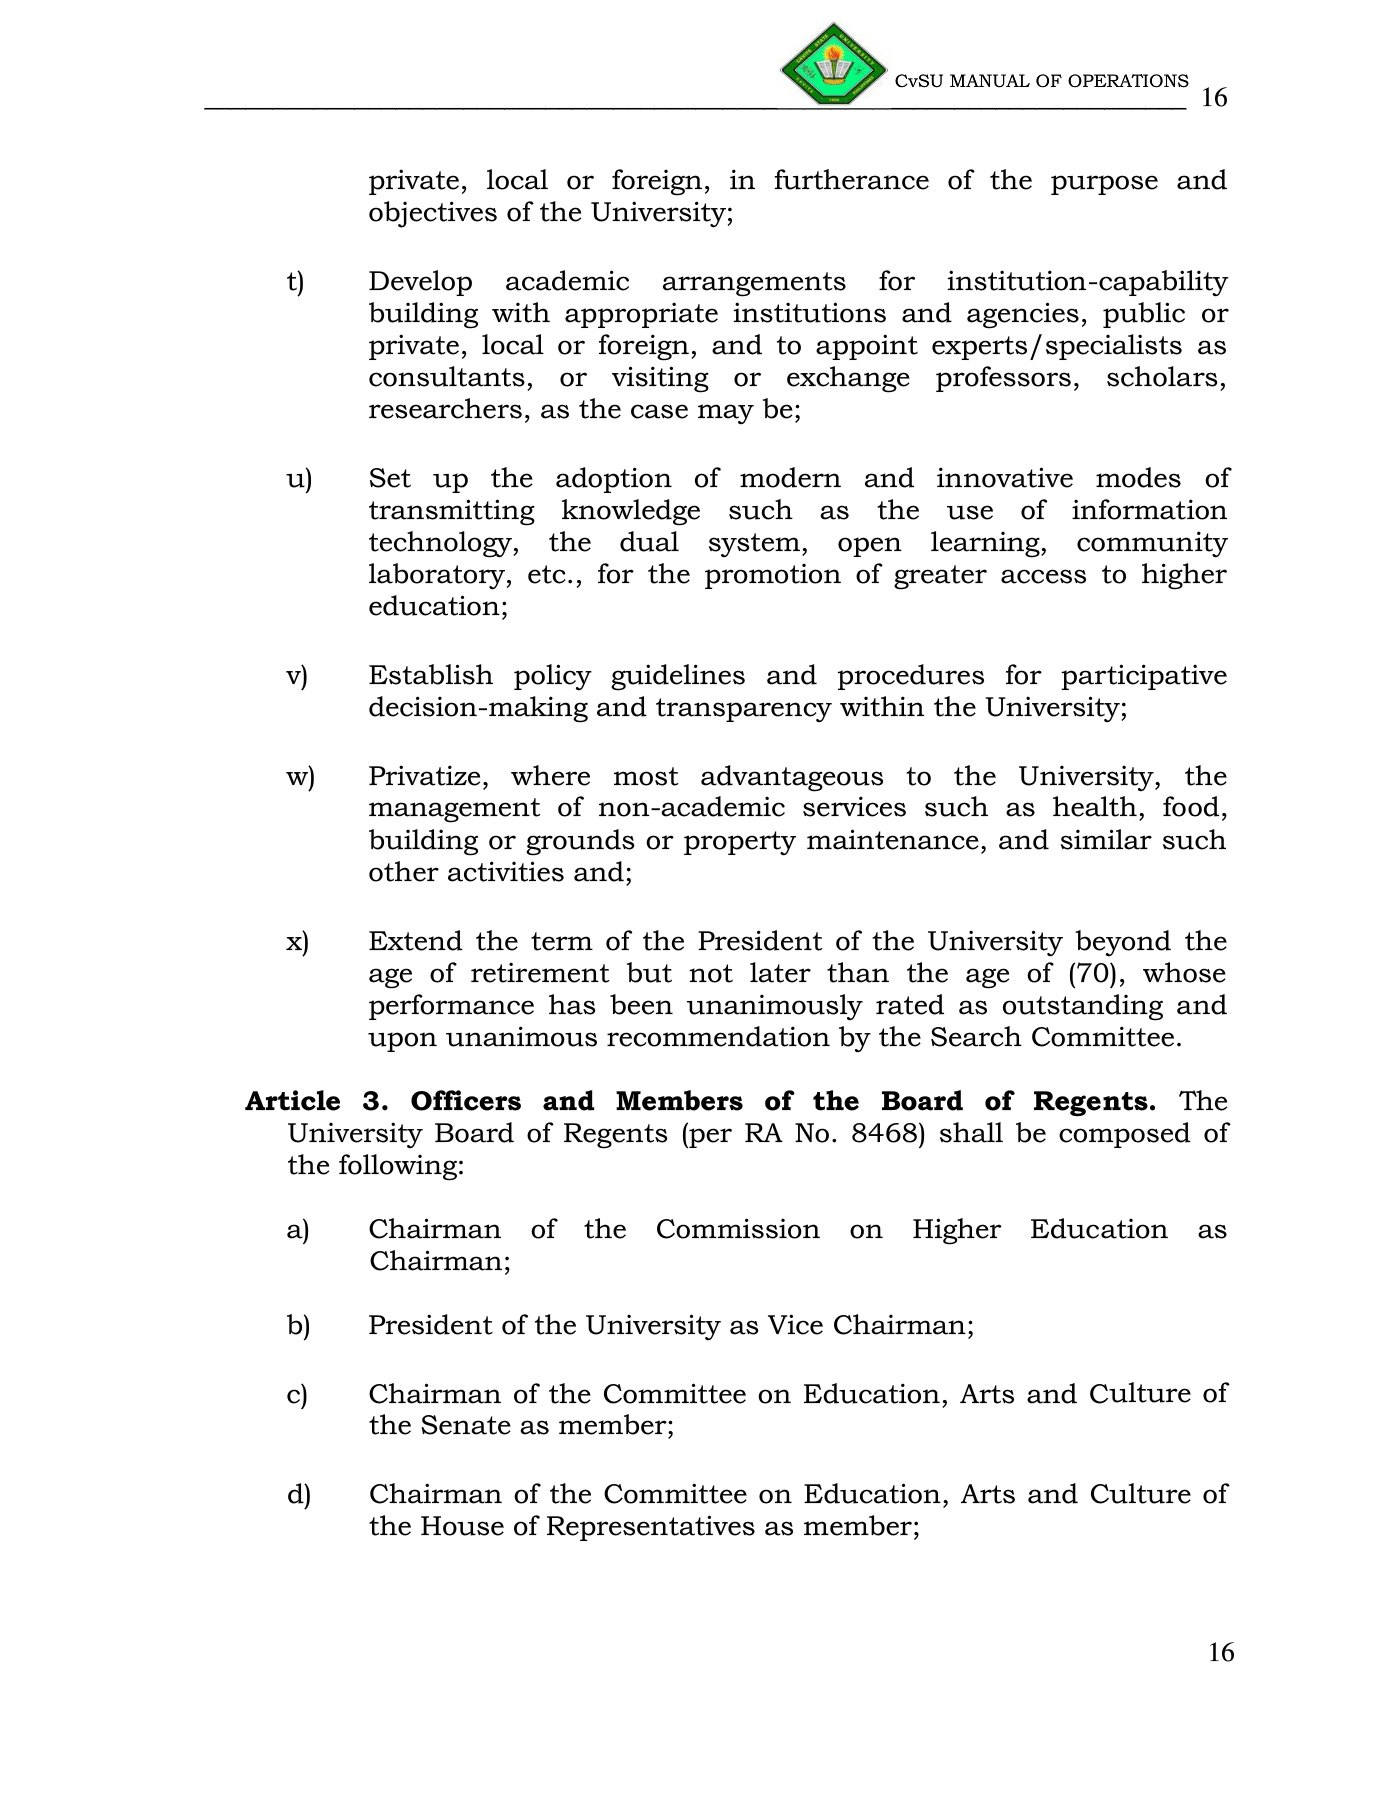 CvSU MANUAL OF OPERATIONS 16
private, local or foreign, in furtherance of the purpose and
objectives of the University;
t) Develop academic arrangements for institution-capability
building with appropriate institutions and agencies, public or
private, local or foreign, and to appoint experts/specialists as
consultants, or visiting or exchange professors, scholars,
researchers, as the case may be;
u) Set up the adoption of modern and innovative modes of
transmitting knowledge such as the use of information
technology, the dual system, open learning, community
laboratory, etc., for the promotion of greater access to higher
education;
v) Establish policy guidelines and procedures for participative
decision-making and transparency within the University;
w) Privatize, where most advantageous to the University, the
management of non-academic services such as health, food,
building or grounds or property maintenance, and similar such
other activities and;
x) Extend the term of the President of the University beyond the
age of retirement but not later than the age of (70), whose
performance has been unanimously rated as outstanding and
upon unanimous recommendation by the Search Committee.
Article 3. Officers and Members of the Board of Regents. The
University Board of Regents (per RA No. 8468) shall be composed of
the following:
a) Chairman of the Commission on Higher Education as
Chairman;
b) President of the University as Vice Chairman;
c) Chairman of the Committee on Education, Arts and Culture of
the Senate as member;
d) Chairman of the Committee on Education, Arts and Culture of
the House of Representatives as member;
16